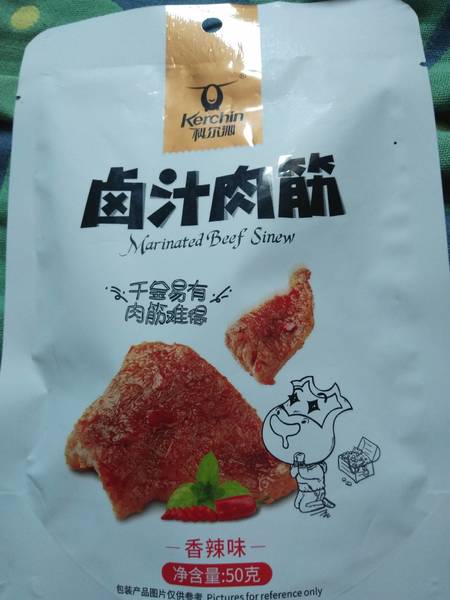 Kerchin
®
科尔沁
卤汁肉筋
Marinated Beef Sinew
千金易有
肉筋难得
香辣味
净含量:50克
包装产品图片仅供参考 Pictures for reference only